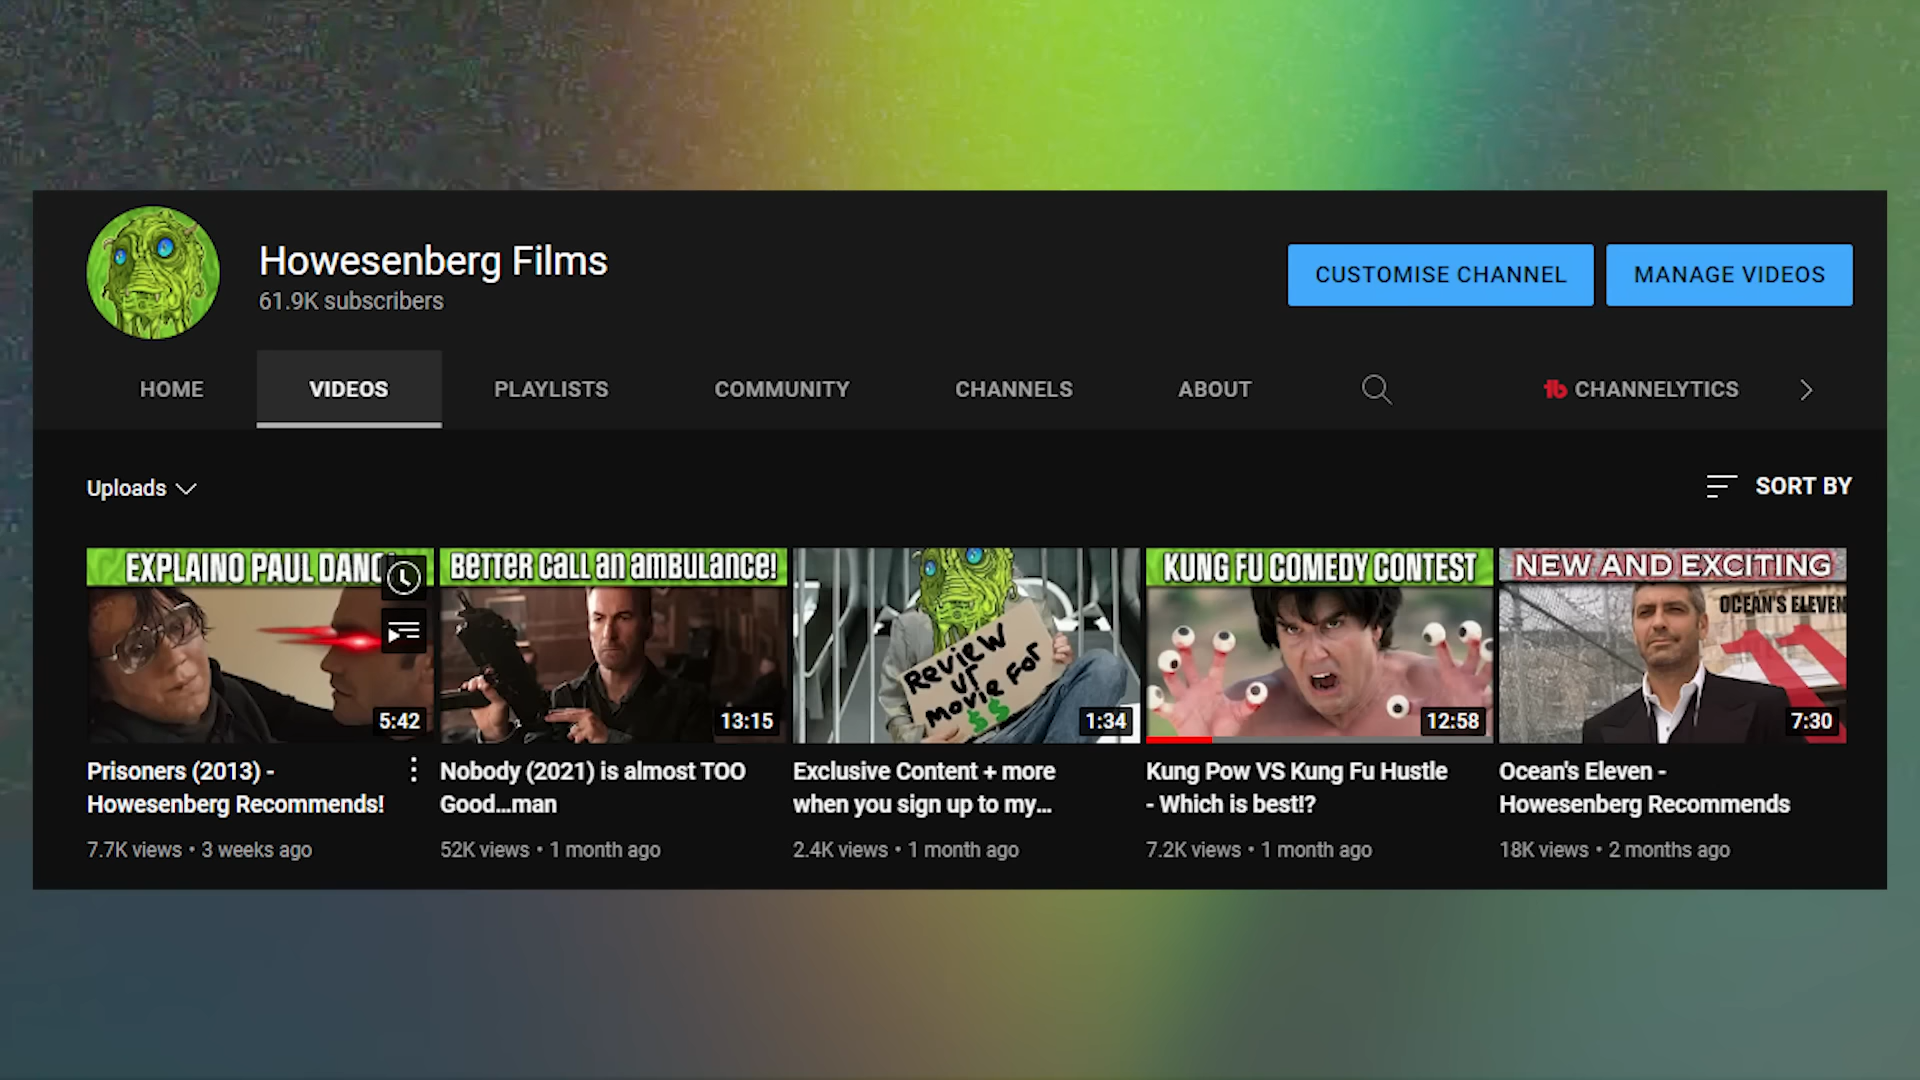 Howesenberg Films
61.9K subscribers
CUSTOMISE CHANNEL
MANAGE VIDEOS
HOME
VIDEOS
PLAYLISTS
COMMUNITY
CHANNELS
ABOUT
CHANNELYTICS
Uploads
SORT BY
EXPLAINO PAUL DANO
5:42
Prisoners (2013) -
Howesenberg Recommends!
7.7K views • 3 weeks ago
BETTER CALL AN AMBULANCE!
13:15
Nobody (2021) is almost TOO
Good...man
52K views • 1 month ago
REVIEW
UR
MOVIE FOR
$$
1:34
Exclusive Content + more
when you sign up to my...
2.4K views • 1 month ago
KUNG FU COMEDY CONTEST
12:58
Kung Pow VS Kung Fu Hustle
- Which is best!?
7.2K views • 1 month ago
NEW AND EXCITING
OCEAN'S ELEVEN
11
7:30
Ocean's Eleven -
Howesenberg Recommends
18K views • 2 months ago